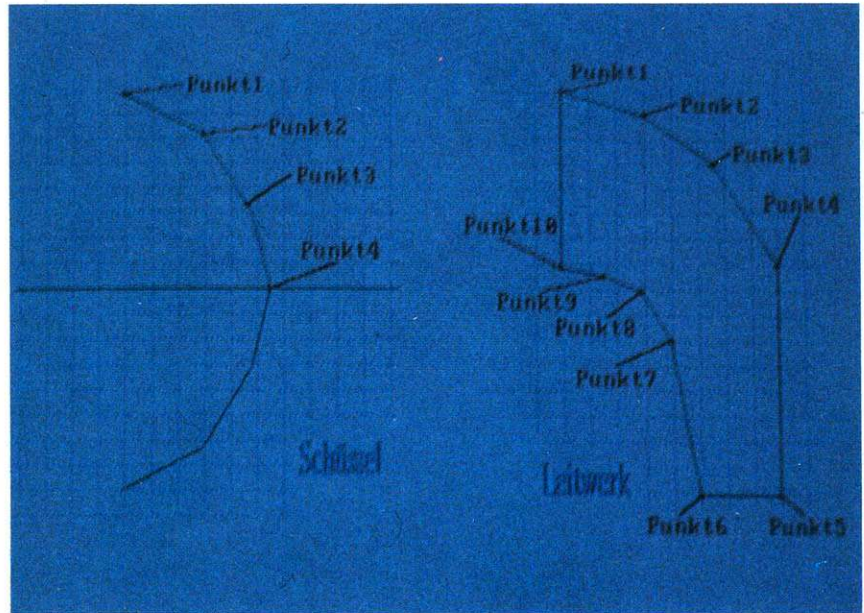 Punkt1
Punkt2
Punkt3
Punkt4
Schüssel
Punkt1
Punkt2
Punkt3
Punkt4
Punkt10
Punkt9
Punkt8
Punkt7
Leitwerk
Punkt6
Punkt5